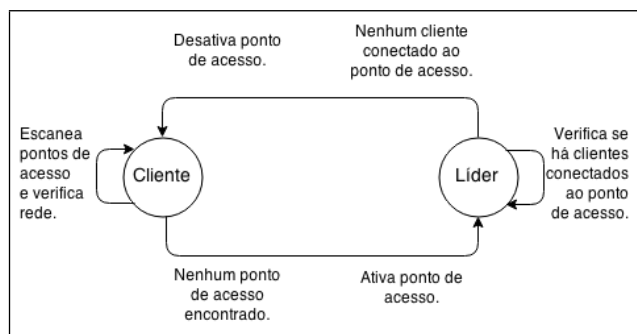 Desativa ponto
de acesso.
Nenhum cliente
conectado ao
ponto de acesso.
Escanea
pontos de
acesso
e verifica
rede.
Cliente
Líder
Verifica se
há clientes
conectados
ao ponto
de acesso.
Nenhum ponto
de acesso
encontrado.
Ativa ponto de
acesso.